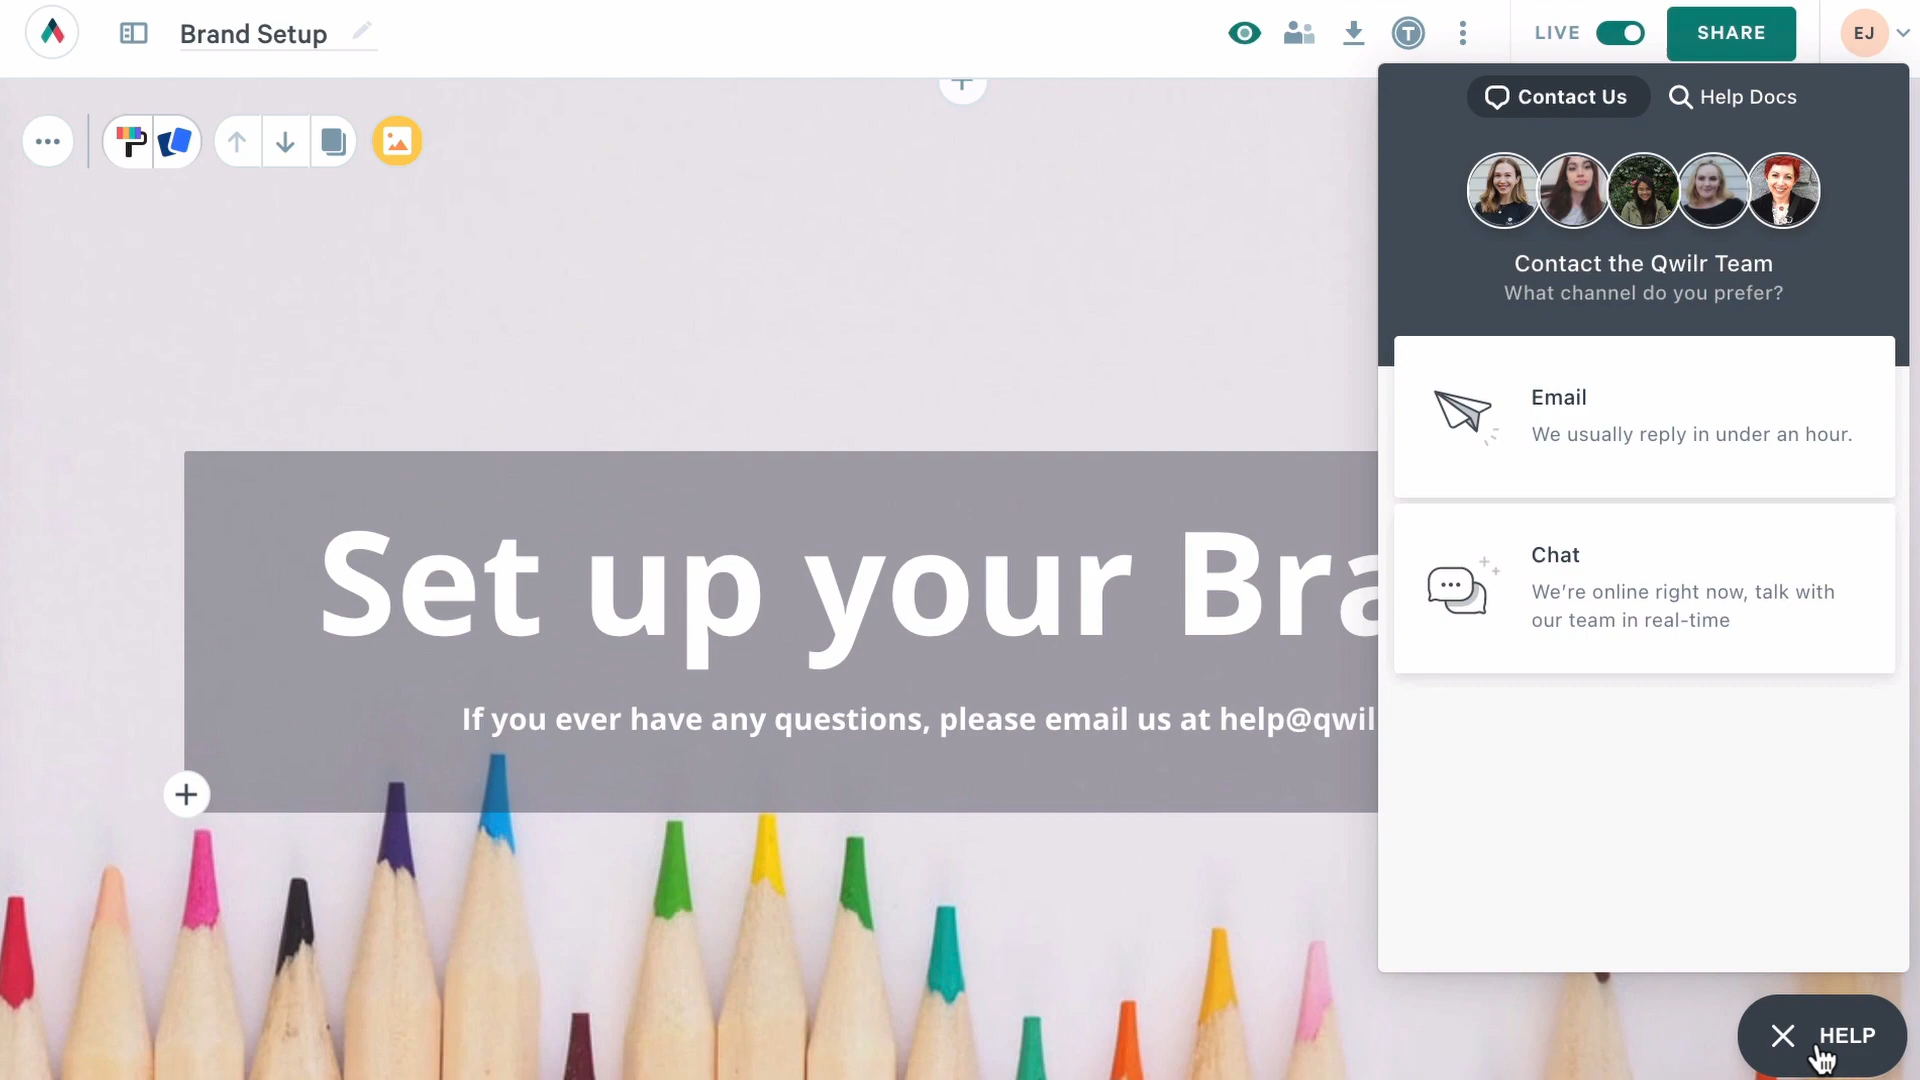 Brand Setup
T
LIVE
SHARE
EJ
Contact Us
Help Docs
Contact the Qwilr Team
What channel do you prefer?
Email
We usually reply in under an hour.
Chat
We’re online right now, talk with
our team in real-time
Set up your Bra
If you ever have any questions, please email us at help@qwil
HELP